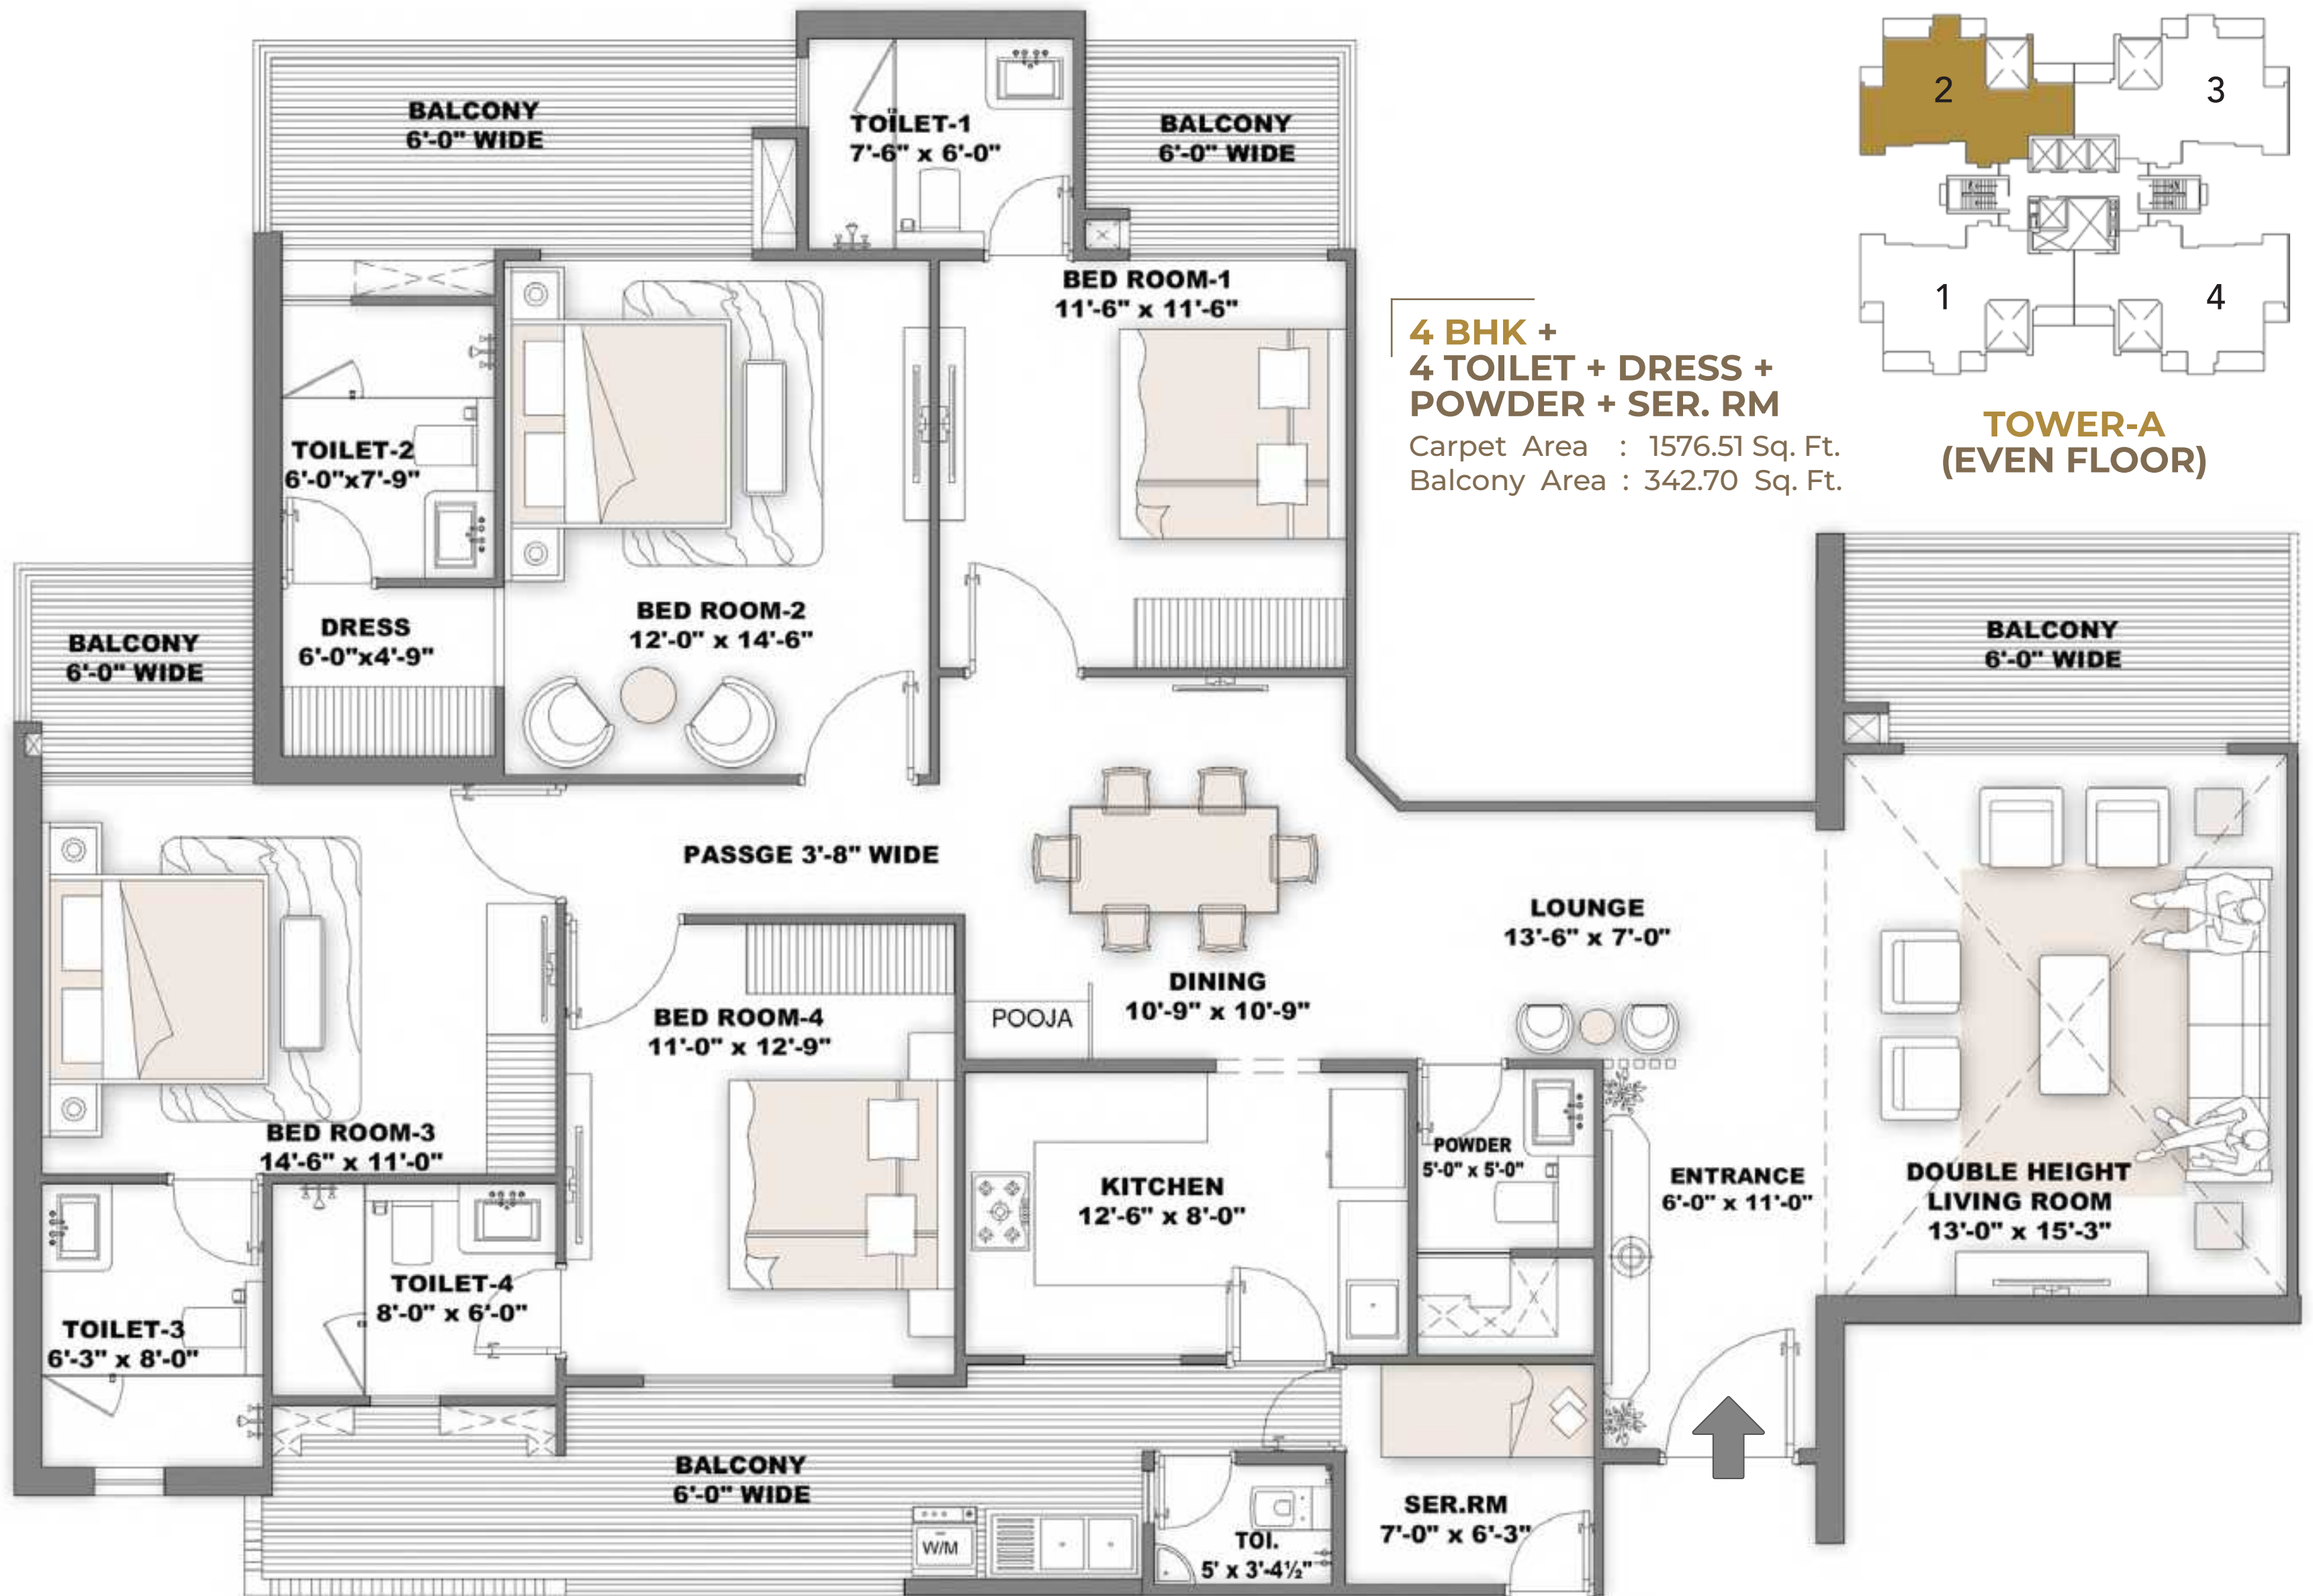 BALCONY
6'-0" WIDE
TOILET-1
7'-6" x 6'-0"
BALCONY
6'-0" WIDE
2
3
1
4
TOWER-A
(EVEN FLOOR)
4 BHK +
4 TOILET + DRESS +
POWDER + SER. RM
Carpet Area : 1576.51 Sq. Ft.
Balcony Area : 342.70 Sq. Ft.
BED ROOM-1
11'-6" x 11'-6"
TOILET-2
6'-0"x7'-9"
BED ROOM-2
12'-0" x 14'-6"
DRESS
6'-0"x4'-9"
BALCONY
6'-0" WIDE
BALCONY
6'-0" WIDE
PASSGE 3'-8" WIDE
LOUNGE
13'-6" x 7'-0"
DINING
10'-9" x 10'-9"
POOJA
BED ROOM-4
11'-0" x 12'-9"
BED ROOM-3
14'-6" x 11'-0"
KITCHEN
12'-6" x 8'-0"
POWDER
5'-0" x 5'-0"
ENTRANCE
6'-0" x 11'-0"
DOUBLE HEIGHT
LIVING ROOM
13'-0" x 15'-3"
TOILET-4
8'-0" x 6'-0"
TOILET-3
6'-3" x 8'-0"
BALCONY
6'-0" WIDE
W/M
TOI.
5' x 3'-4½"
SER.RM
7'-0" x 6'-3"